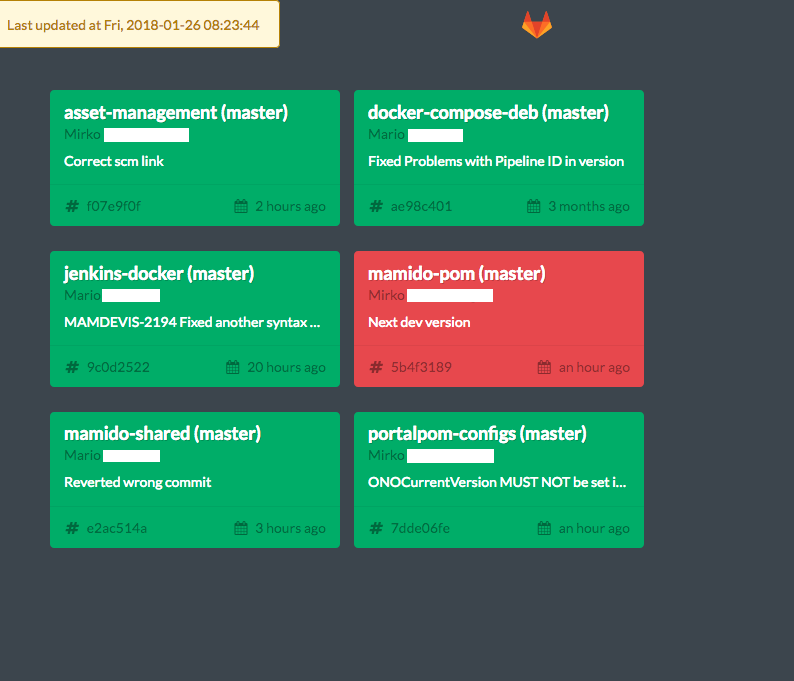 Last updated at Fri, 2018-01-26 08:23:44
asset-management (master)
Mirko
Correct scm link
# f07e9f0f 2 hours ago
docker-compose-deb (master)
Mario
Fixed Problems with Pipeline ID in version
# ae98c401 3 months ago
jenkins-docker (master)
Mario
MAMDEVIS-2194 Fixed another syntax ...
# 9c0d2522 20 hours ago
mamido-pom (master)
Mirko
Next dev version
# 5b4f3189 an hour ago
mamido-shared (master)
Mario
Reverted wrong commit
# e2ac514a 3 hours ago
portalpom-configs (master)
Mirko
ONOCurrentVersion MUST NOT be set i...
# 7dde06fe an hour ago